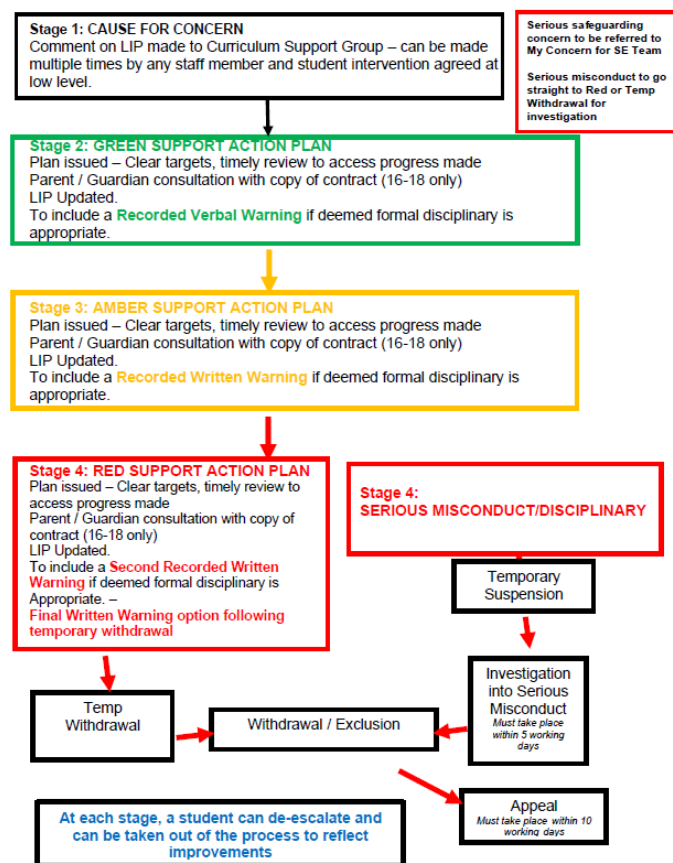 Stage 1: CAUSE FOR CONCERN
Comment on LIP made to Curriculum Support Group – can be made
multiple times by any staff member and student intervention agreed at
low level.
Serious safeguarding
concern to be referred to
My Concern for SE Team
Serious misconduct to go
straight to Red or Temp
Withdrawal for
investigation
Stage 2: GREEN SUPPORT ACTION PLAN
Plan issued – Clear targets, timely review to access progress made
Parent / Guardian consultation with copy of contract (16-18 only)
LIP Updated.
To include a Recorded Verbal Warning if deemed formal disciplinary is
appropriate.
Stage 3: AMBER SUPPORT ACTION PLAN
Plan issued – Clear targets, timely review to access progress made
Parent / Guardian consultation with copy of contract (16-18 only)
LIP Updated.
To include a Recorded Written Warning if deemed formal disciplinary is
appropriate.
Stage 4: RED SUPPORT ACTION PLAN
Plan issued – Clear targets, timely review to
access progress made
Parent / Guardian consultation with copy of
contract (16-18 only)
LIP Updated.
To include a Second Recorded Written
Warning if deemed formal disciplinary is
Appropriate. –
Final Written Warning option following
temporary withdrawal
Stage 4:
SERIOUS MISCONDUCT/DISCIPLINARY
Temporary
Suspension
Investigation
into Serious
Misconduct
Must take place
within 5 working
days
Temp
Withdrawal
Withdrawal / Exclusion
Appeal
Must take place within 10
working days
At each stage, a student can de-escalate and
can be taken out of the process to reflect
improvements